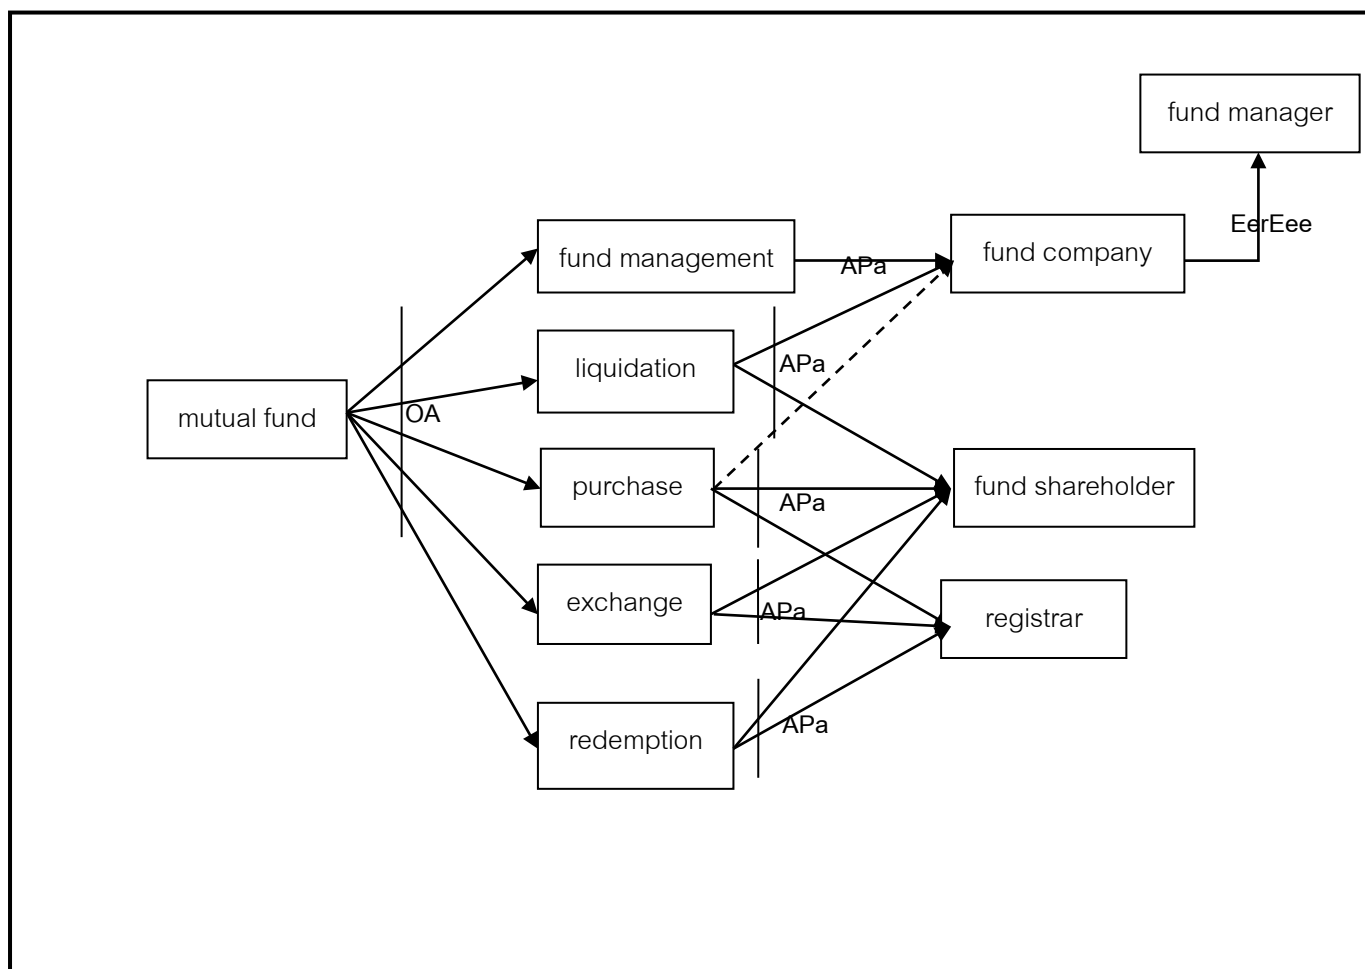 fund manager
EerEee
fund management
APa
fund company
liquidation
APa
mutual fund
OA
purchase
APa
fund shareholder
exchange
APa
registrar
redemption
APa